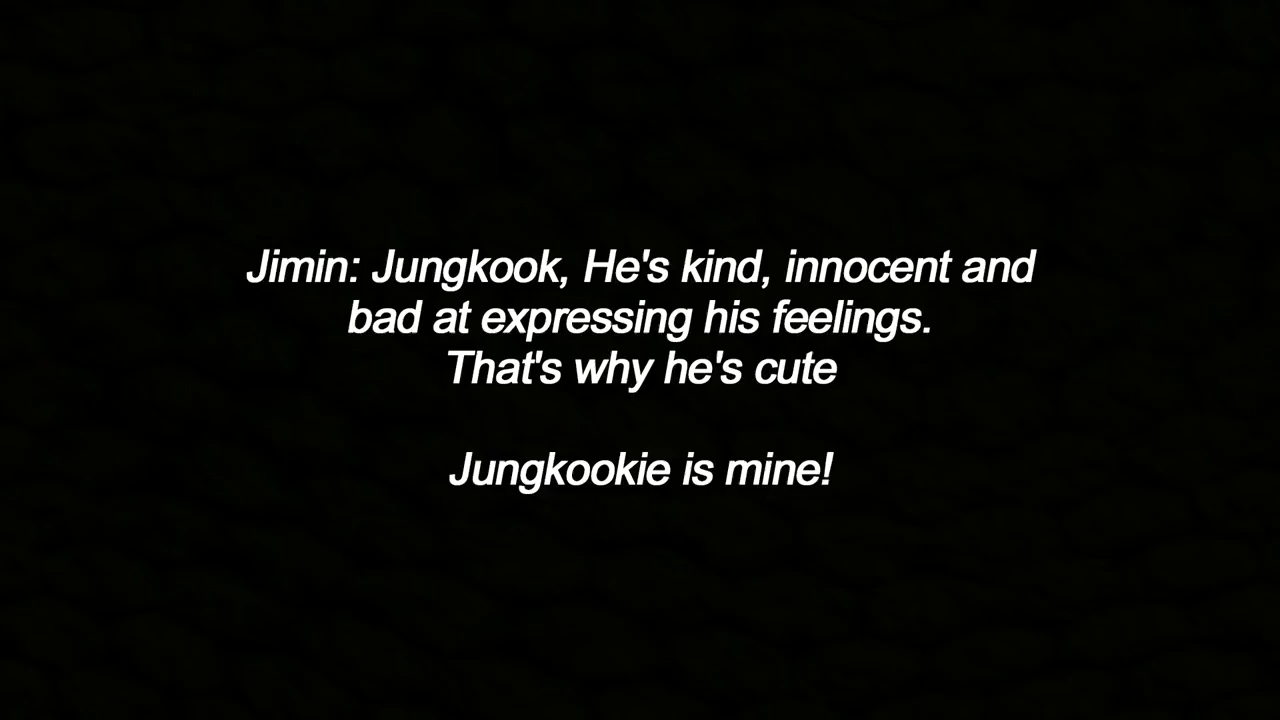 Jimin: Jungkook, He's kind, innocent and
bad at expressing his feelings.
That's why he's cute
Jungkookie is mine!